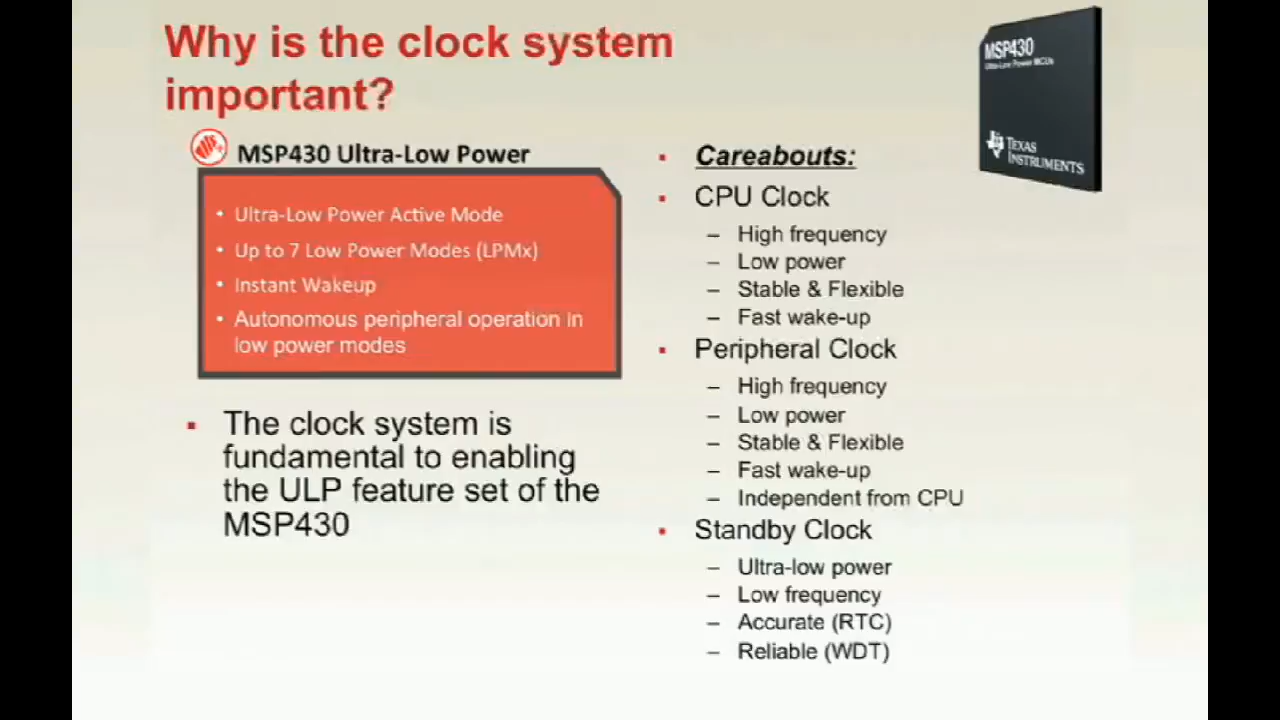 Why is the clock system
important?
MSP430 Ultra-Low Power
• Ultra-Low Power Active Mode
• Up to 7 Low Power Modes (LPMx)
• Instant Wakeup
• Autonomous peripheral operation in
low power modes
▪ The clock system is
fundamental to enabling
the ULP feature set of the
MSP430
▪ Careabouts:
▪ CPU Clock
– High frequency
– Low power
– Stable & Flexible
– Fast wake-up
▪ Peripheral Clock
– High frequency
– Low power
– Stable & Flexible
– Fast wake-up
– Independent from CPU
▪ Standby Clock
– Ultra-low power
– Low frequency
– Accurate (RTC)
– Reliable (WDT)
MSP430
Ultra-Low Power MCUs
TEXAS
INSTRUMENTS